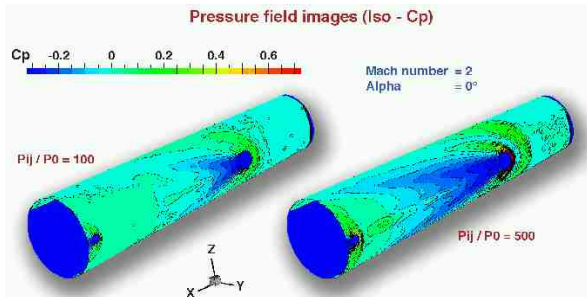 Pressure field images (Iso - Cp)
Cp -0.2 0 0.2 0.4 0.6
Mach number = 2
Alpha = 0°
Pij / P0 = 100
Pij / P0 = 500
Z
X Y